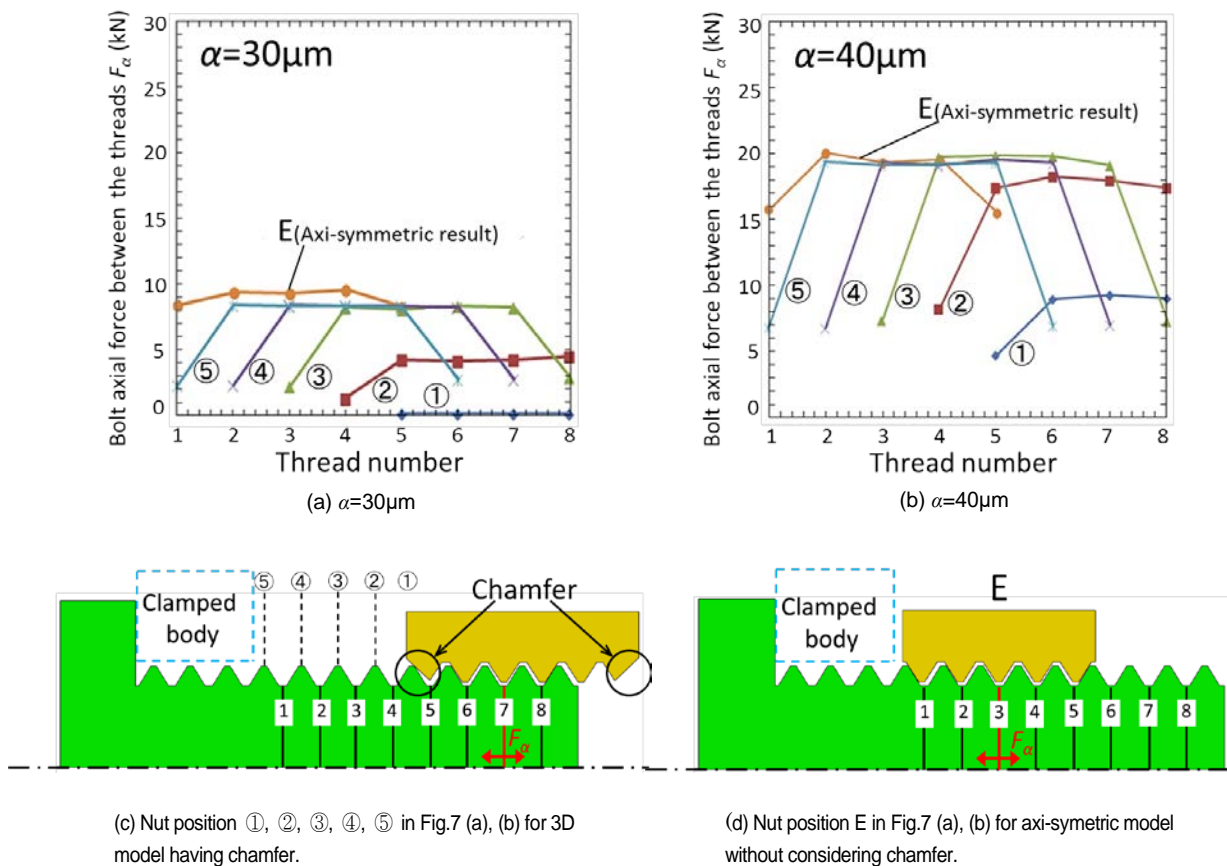 Bolt axial force between the threads Fα (kN)
30
25
20
15
10
5
0
α=30μm
E(Axi-symmetric result)
⑤
④
③
②
①
1 2 3 4 5 6 7 8
Thread number
(a) α=30μm
Bolt axial force between the threads Fα (kN)
30
25
20
15
10
5
0
α=40μm
E(Axi-symmetric result)
⑤
④
③
②
①
1 2 3 4 5 6 7 8
Thread number
(b) α=40μm
⑤ ④ ③ ② ①
Clamped
body
Chamfer
1 2 3 4 5 6 7 8
Fα
(c) Nut position ①, ②, ③, ④, ⑤ in Fig.7 (a), (b) for 3D
model having chamfer.
E
Clamped
body
1 2 3 4 5 6 7 8
Fα
(d) Nut position E in Fig.7 (a), (b) for axi-symetric model
without considering chamfer.